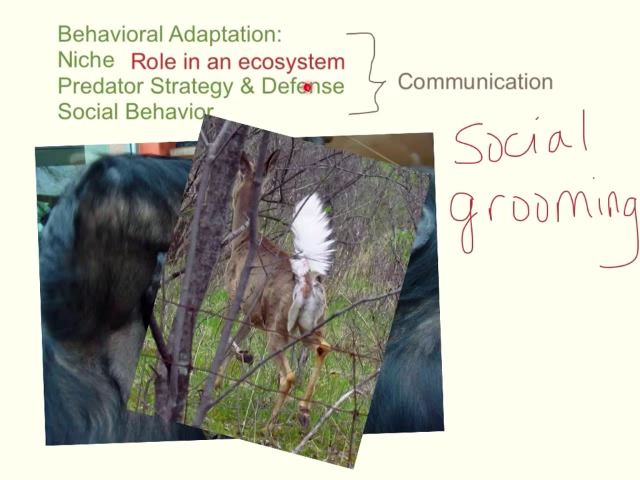 Behavioral Adaptation:
Niche Role in an ecosystem
Predator Strategy & Defense
Social Behavior
Communication
Social
grooming